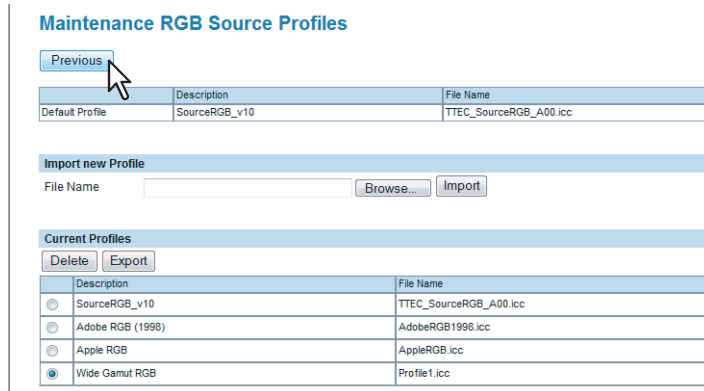 Maintenance RGB Source Profiles
Previous
Description File Name
Default Profile SourceRGB_v10 TTEC_SourceRGB_A00.icc
Import new Profile
File Name Browse... Import
Current Profiles
Delete Export
Description File Name
SourceRGB_v10 TTEC_SourceRGB_A00.icc
Adobe RGB (1998) AdobeRGB1998.icc
Apple RGB AppleRGB.icc
Wide Gamut RGB Profile1.icc